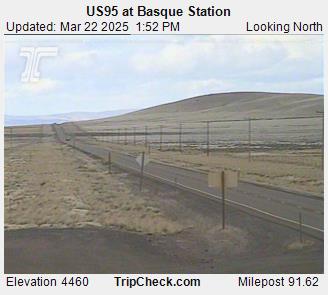 US95 at Basque Station
Updated: Mar 22 2025 1:52 PM Looking North
Elevation 4460 TripCheck.com Milepost 91.62